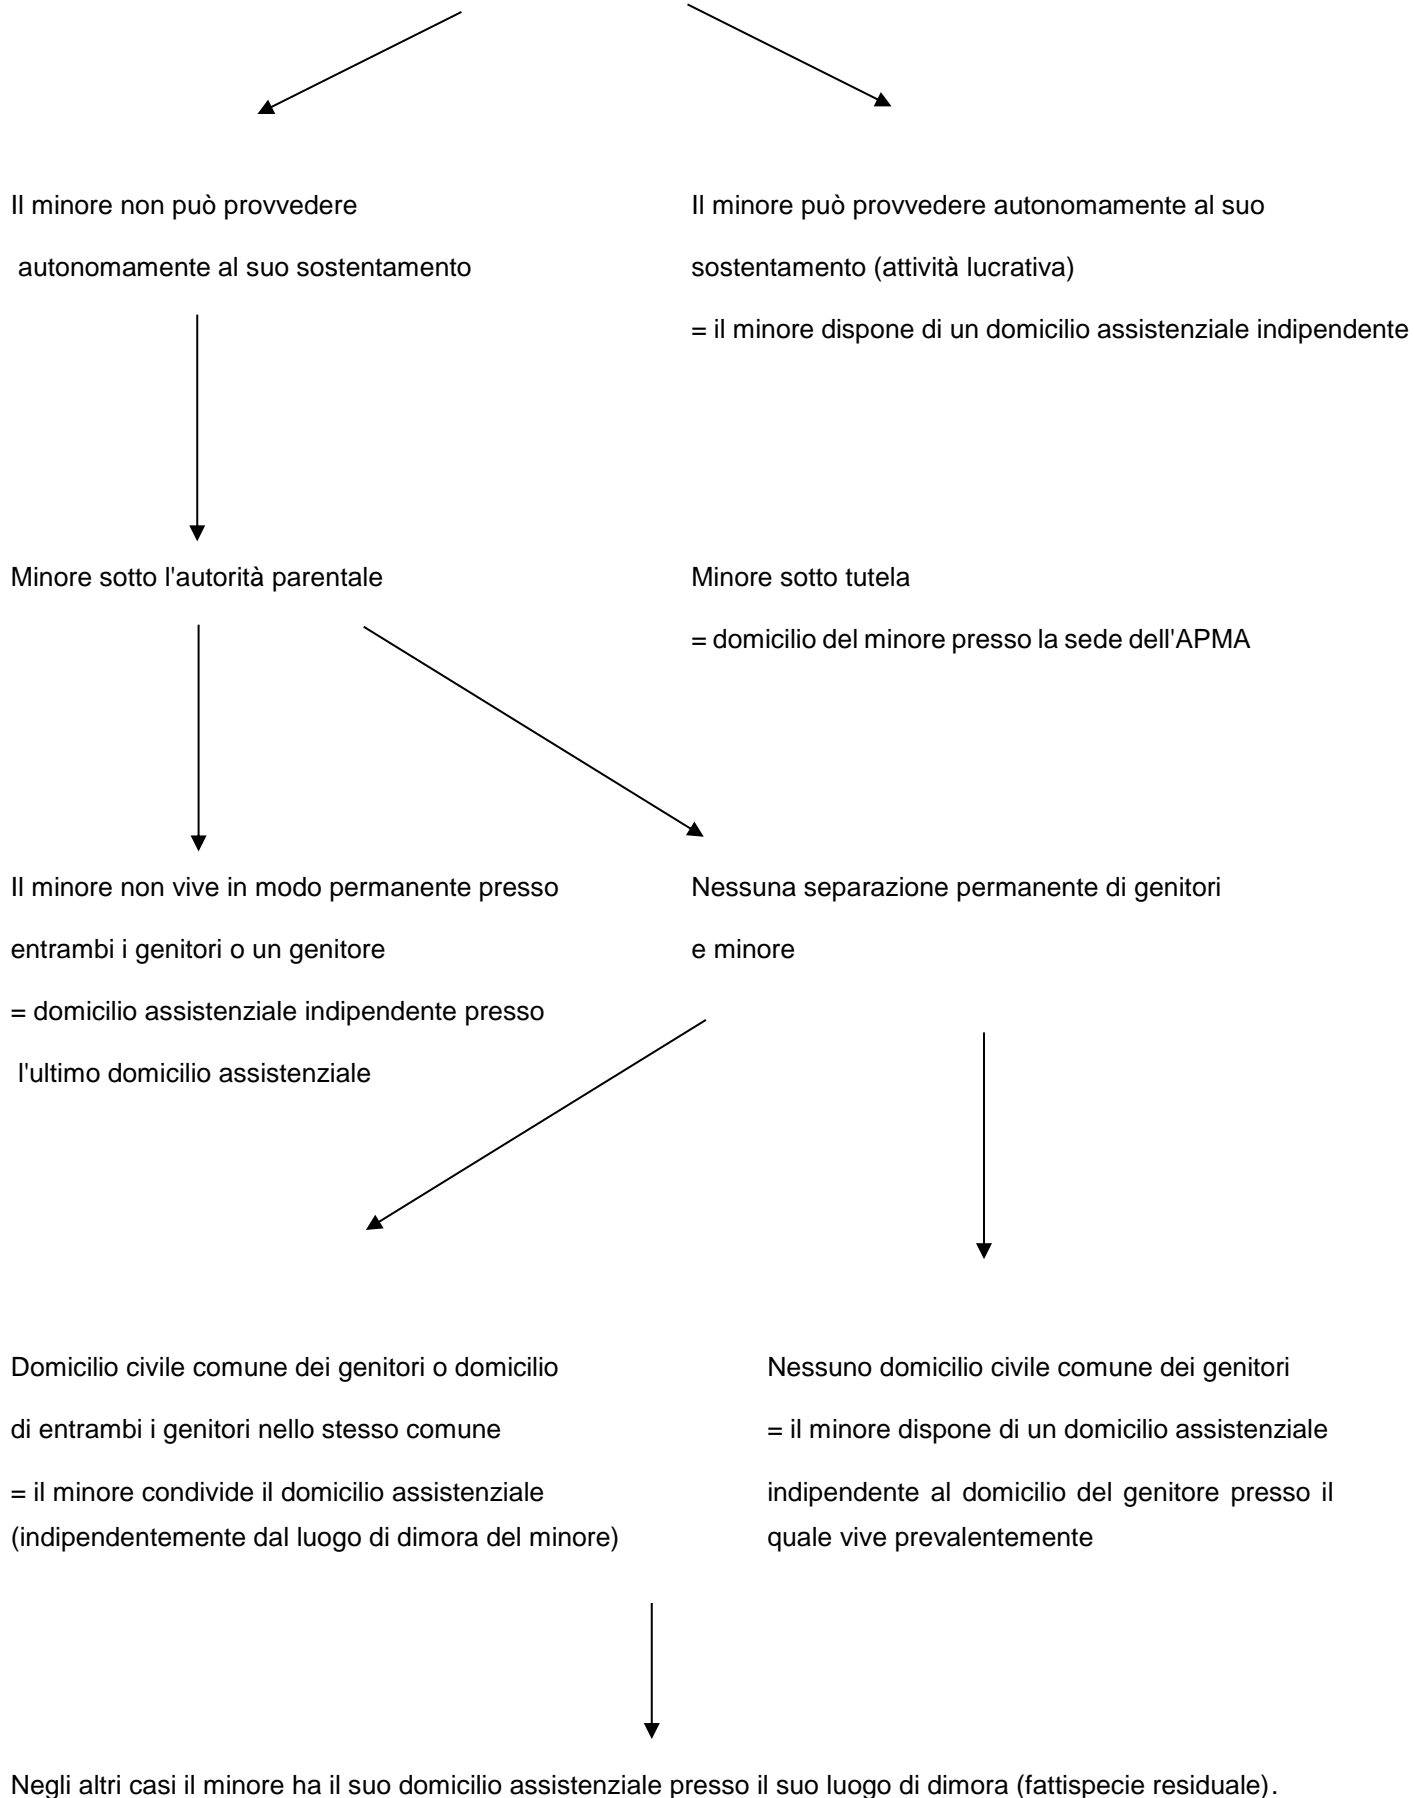 Il minore non può provvedere
autonomamente al suo sostentamento
Il minore può provvedere autonomamente al suo
sostentamento (attività lucrativa)
= il minore dispone di un domicilio assistenziale indipendente
Minore sotto l'autorità parentale
Minore sotto tutela
= domicilio del minore presso la sede dell'APMA
Il minore non vive in modo permanente presso
entrambi i genitori o un genitore
= domicilio assistenziale indipendente presso
l'ultimo domicilio assistenziale
Nessuna separazione permanente di genitori
e minore
Domicilio civile comune dei genitori o domicilio
di entrambi i genitori nello stesso comune
= il minore condivide il domicilio assistenziale
(indipendentemente dal luogo di dimora del minore)
Nessuno domicilio civile comune dei genitori
= il minore dispone di un domicilio assistenziale
indipendente al domicilio del genitore presso il
quale vive prevalentemente
Negli altri casi il minore ha il suo domicilio assistenziale presso il suo luogo di dimora (fattispecie residuale).